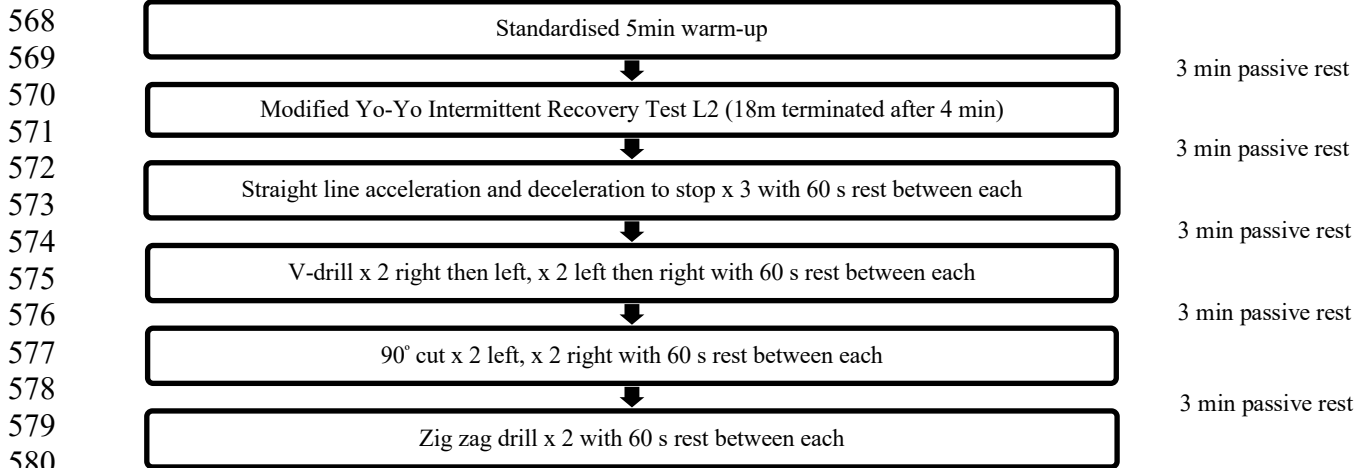 568
Standardised 5min warm-up
569
3 min passive rest
570
Modified Yo-Yo Intermittent Recovery Test L2 (18m terminated after 4 min)
571
3 min passive rest
572
Straight line acceleration and deceleration to stop x 3 with 60 s rest between each
573
574
3 min passive rest
575
V-drill x 2 right then left, x 2 left then right with 60 s rest between each
576
3 min passive rest
577
90° cut x 2 left, x 2 right with 60 s rest between each
578
3 min passive rest
579
Zig zag drill x 2 with 60 s rest between each
580